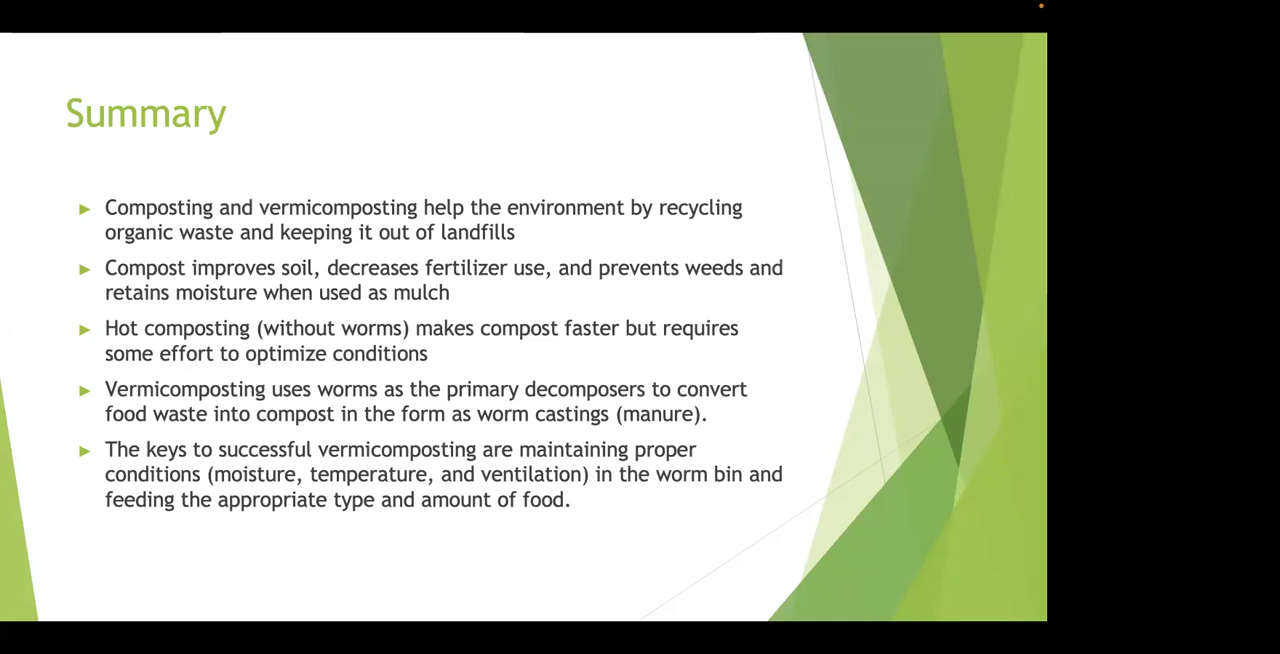 Summary
Composting and vermicomposting help the environment by recycling
organic waste and keeping it out of landfills
Compost improves soil, decreases fertilizer use, and prevents weeds and
retains moisture when used as mulch
Hot composting (without worms) makes compost faster but requires
some effort to optimize conditions
Vermicomposting uses worms as the primary decomposers to convert
food waste into compost in the form as worm castings (manure).
The keys to successful vermicomposting are maintaining proper
conditions (moisture, temperature, and ventilation) in the worm bin and
feeding the appropriate type and amount of food.